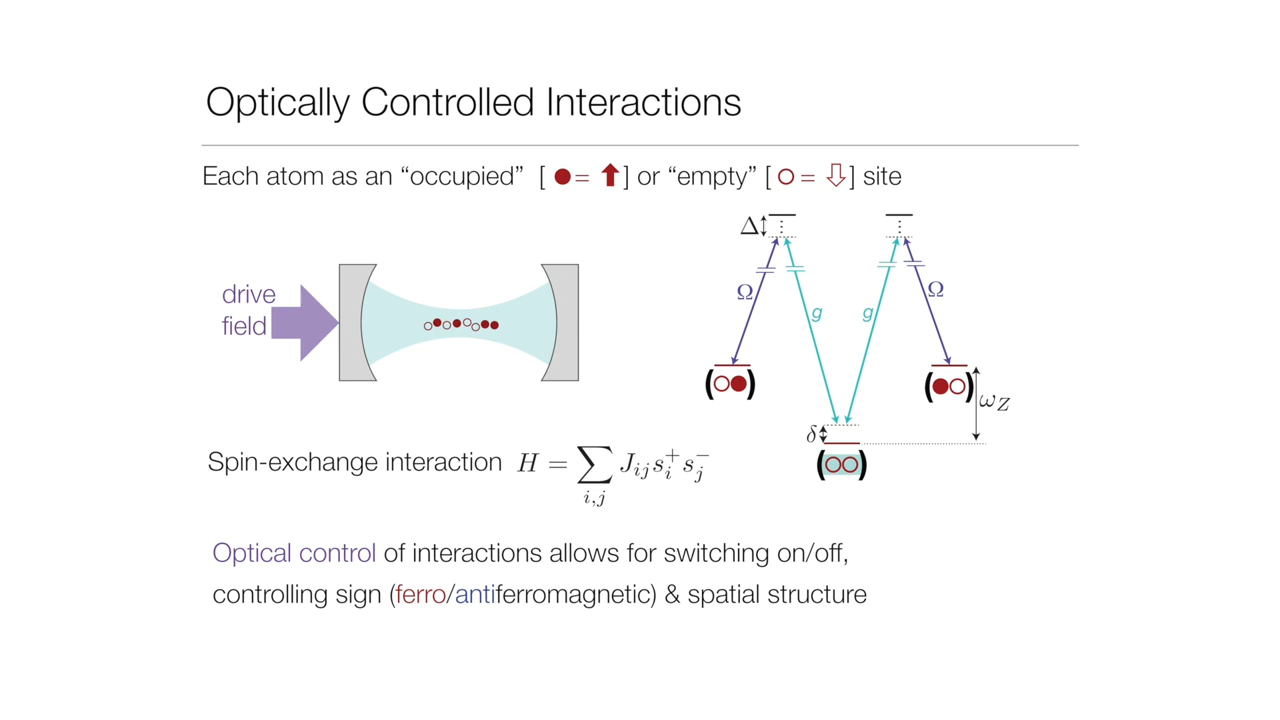 Optically Controlled Interactions
Each atom as an “occupied” [ ●= ⬆ ] or “empty” [ ○ = ⇩ ] site
drive
field
Δ
Ω
g
g
Ω
(○●)
(●○)
ω_Z
δ
(○○)
Spin-exchange interaction H = ∑_{i,j} J_{ij} s_i^+ s_j^-
Optical control of interactions allows for switching on/off,
controlling sign (ferro/antiferromagnetic) & spatial structure